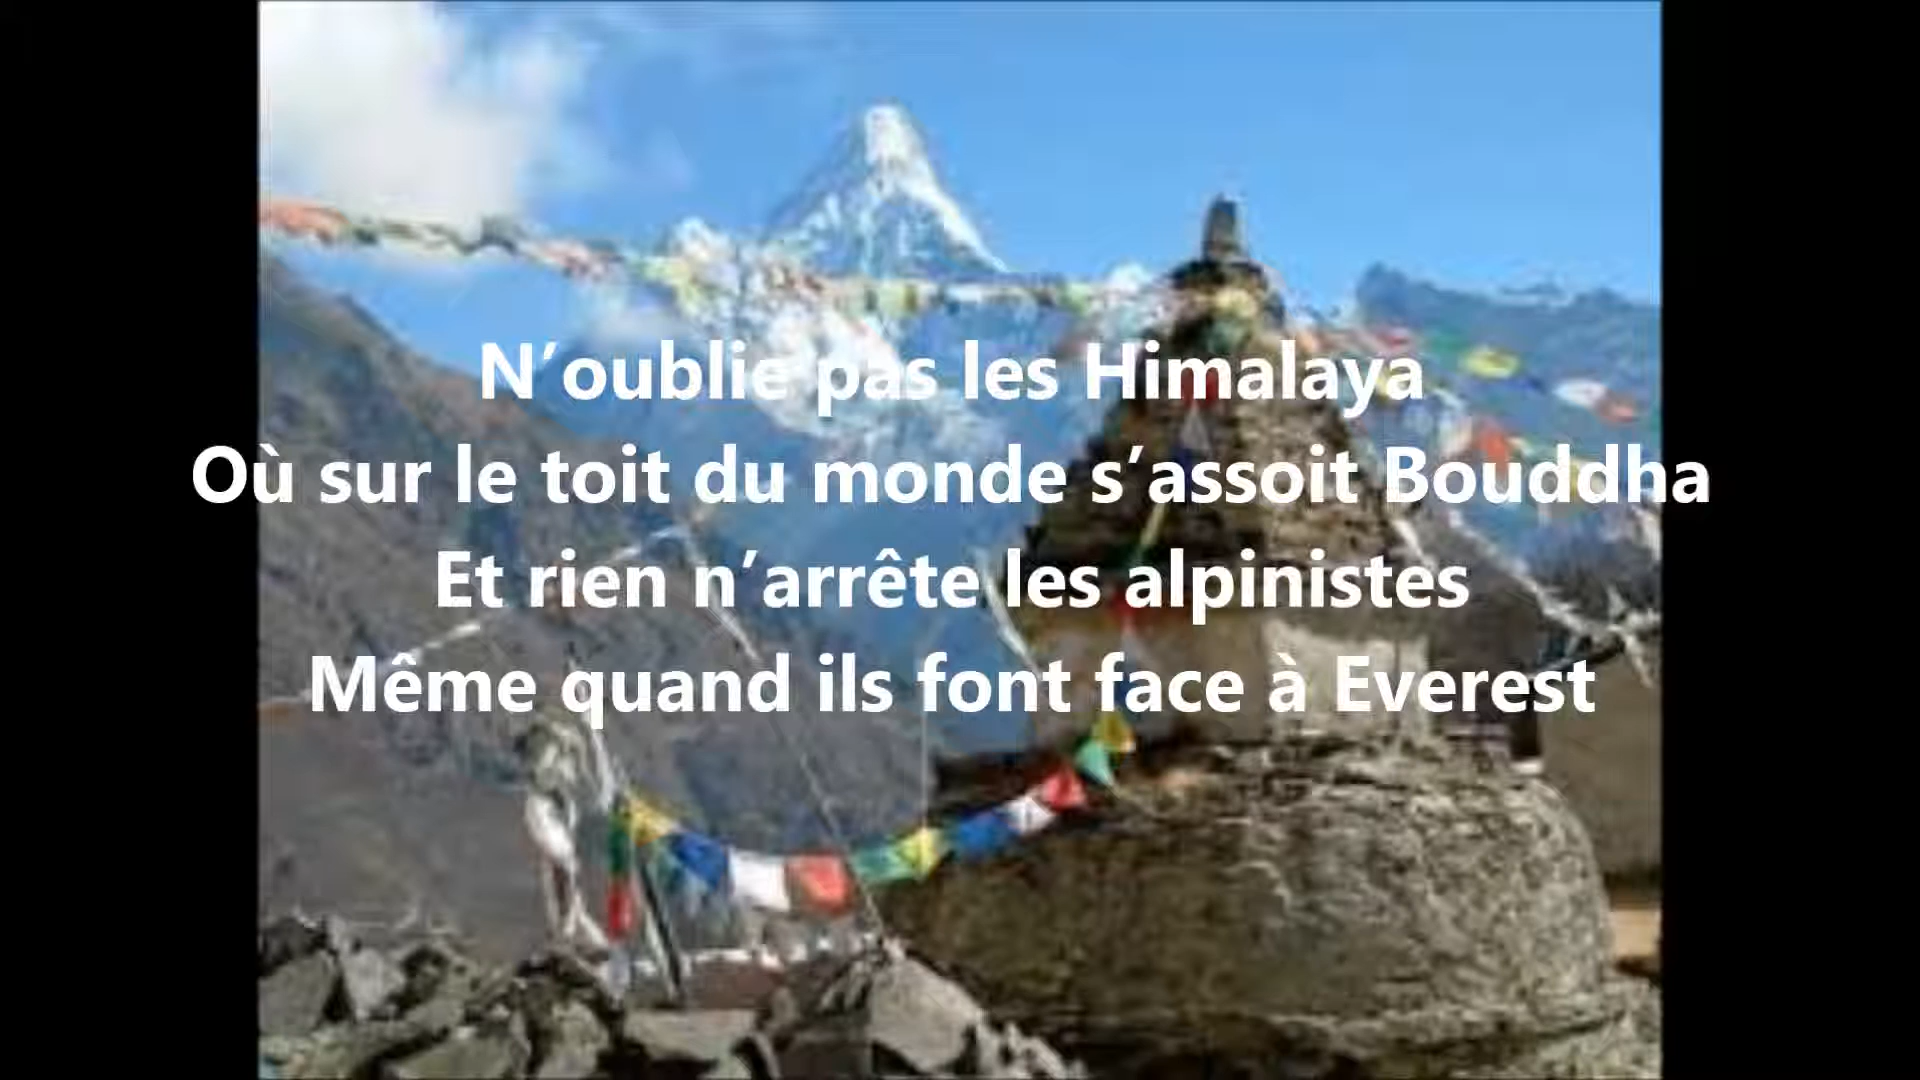 N’oublie pas les Himalaya
Où sur le toit du monde s’assoit Bouddha
Et rien n’arrête les alpinistes
Même quand ils font face à Everest